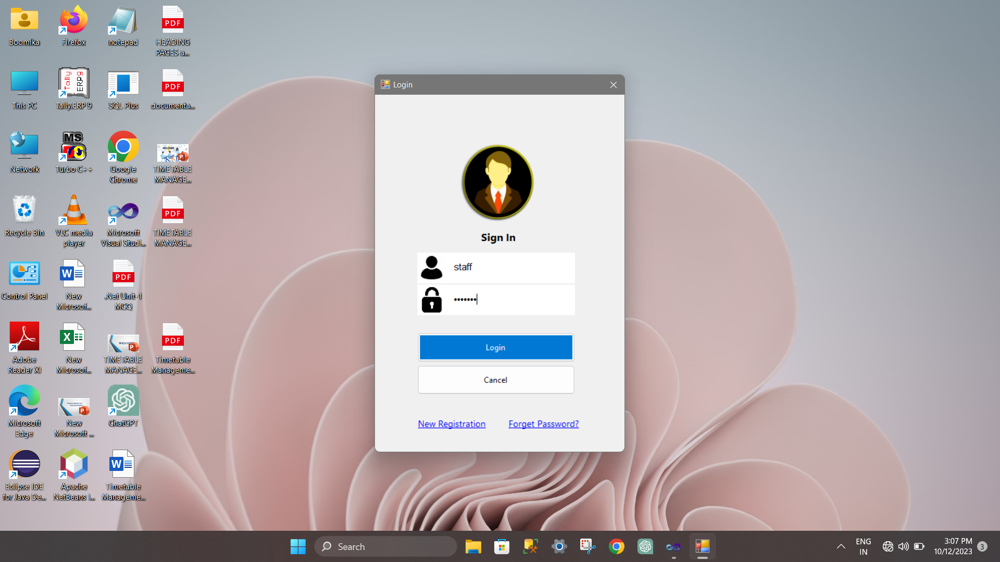 Boomika
Firefox
notepad
HEADING
PAGES a...
This PC
Tally.ERP 9
SQL Plus
documenta...
Network
Turbo C++
Google
Chrome
TIMETABLE
MANAGE...
Recycle Bin
VLC media
player
Microsoft
Visual Studi...
TIMETABLE
MANAGE...
Control Panel
New
Microsof...
.Net Unit-1
MCQ
Adobe
Reader XI
New
Microsof...
TIMETABLE
MANAGE...
Timetable
Manageme...
Microsoft
Edge
New
Microsoft ...
ChatGPT
Eclipse IDE
for Java De...
Apache
NetBeans I...
Timetable
Manageme...
PDF
PDF
Tally
ERP9
MS
WELCOME
P
PDF
W
PDF
X
P
PDF
P
W
Login
Sign In
staff
•••••••
Login
Cancel
New Registration Forget Password?
Search
ENG
IN
3:07 PM
10/12/2023
3